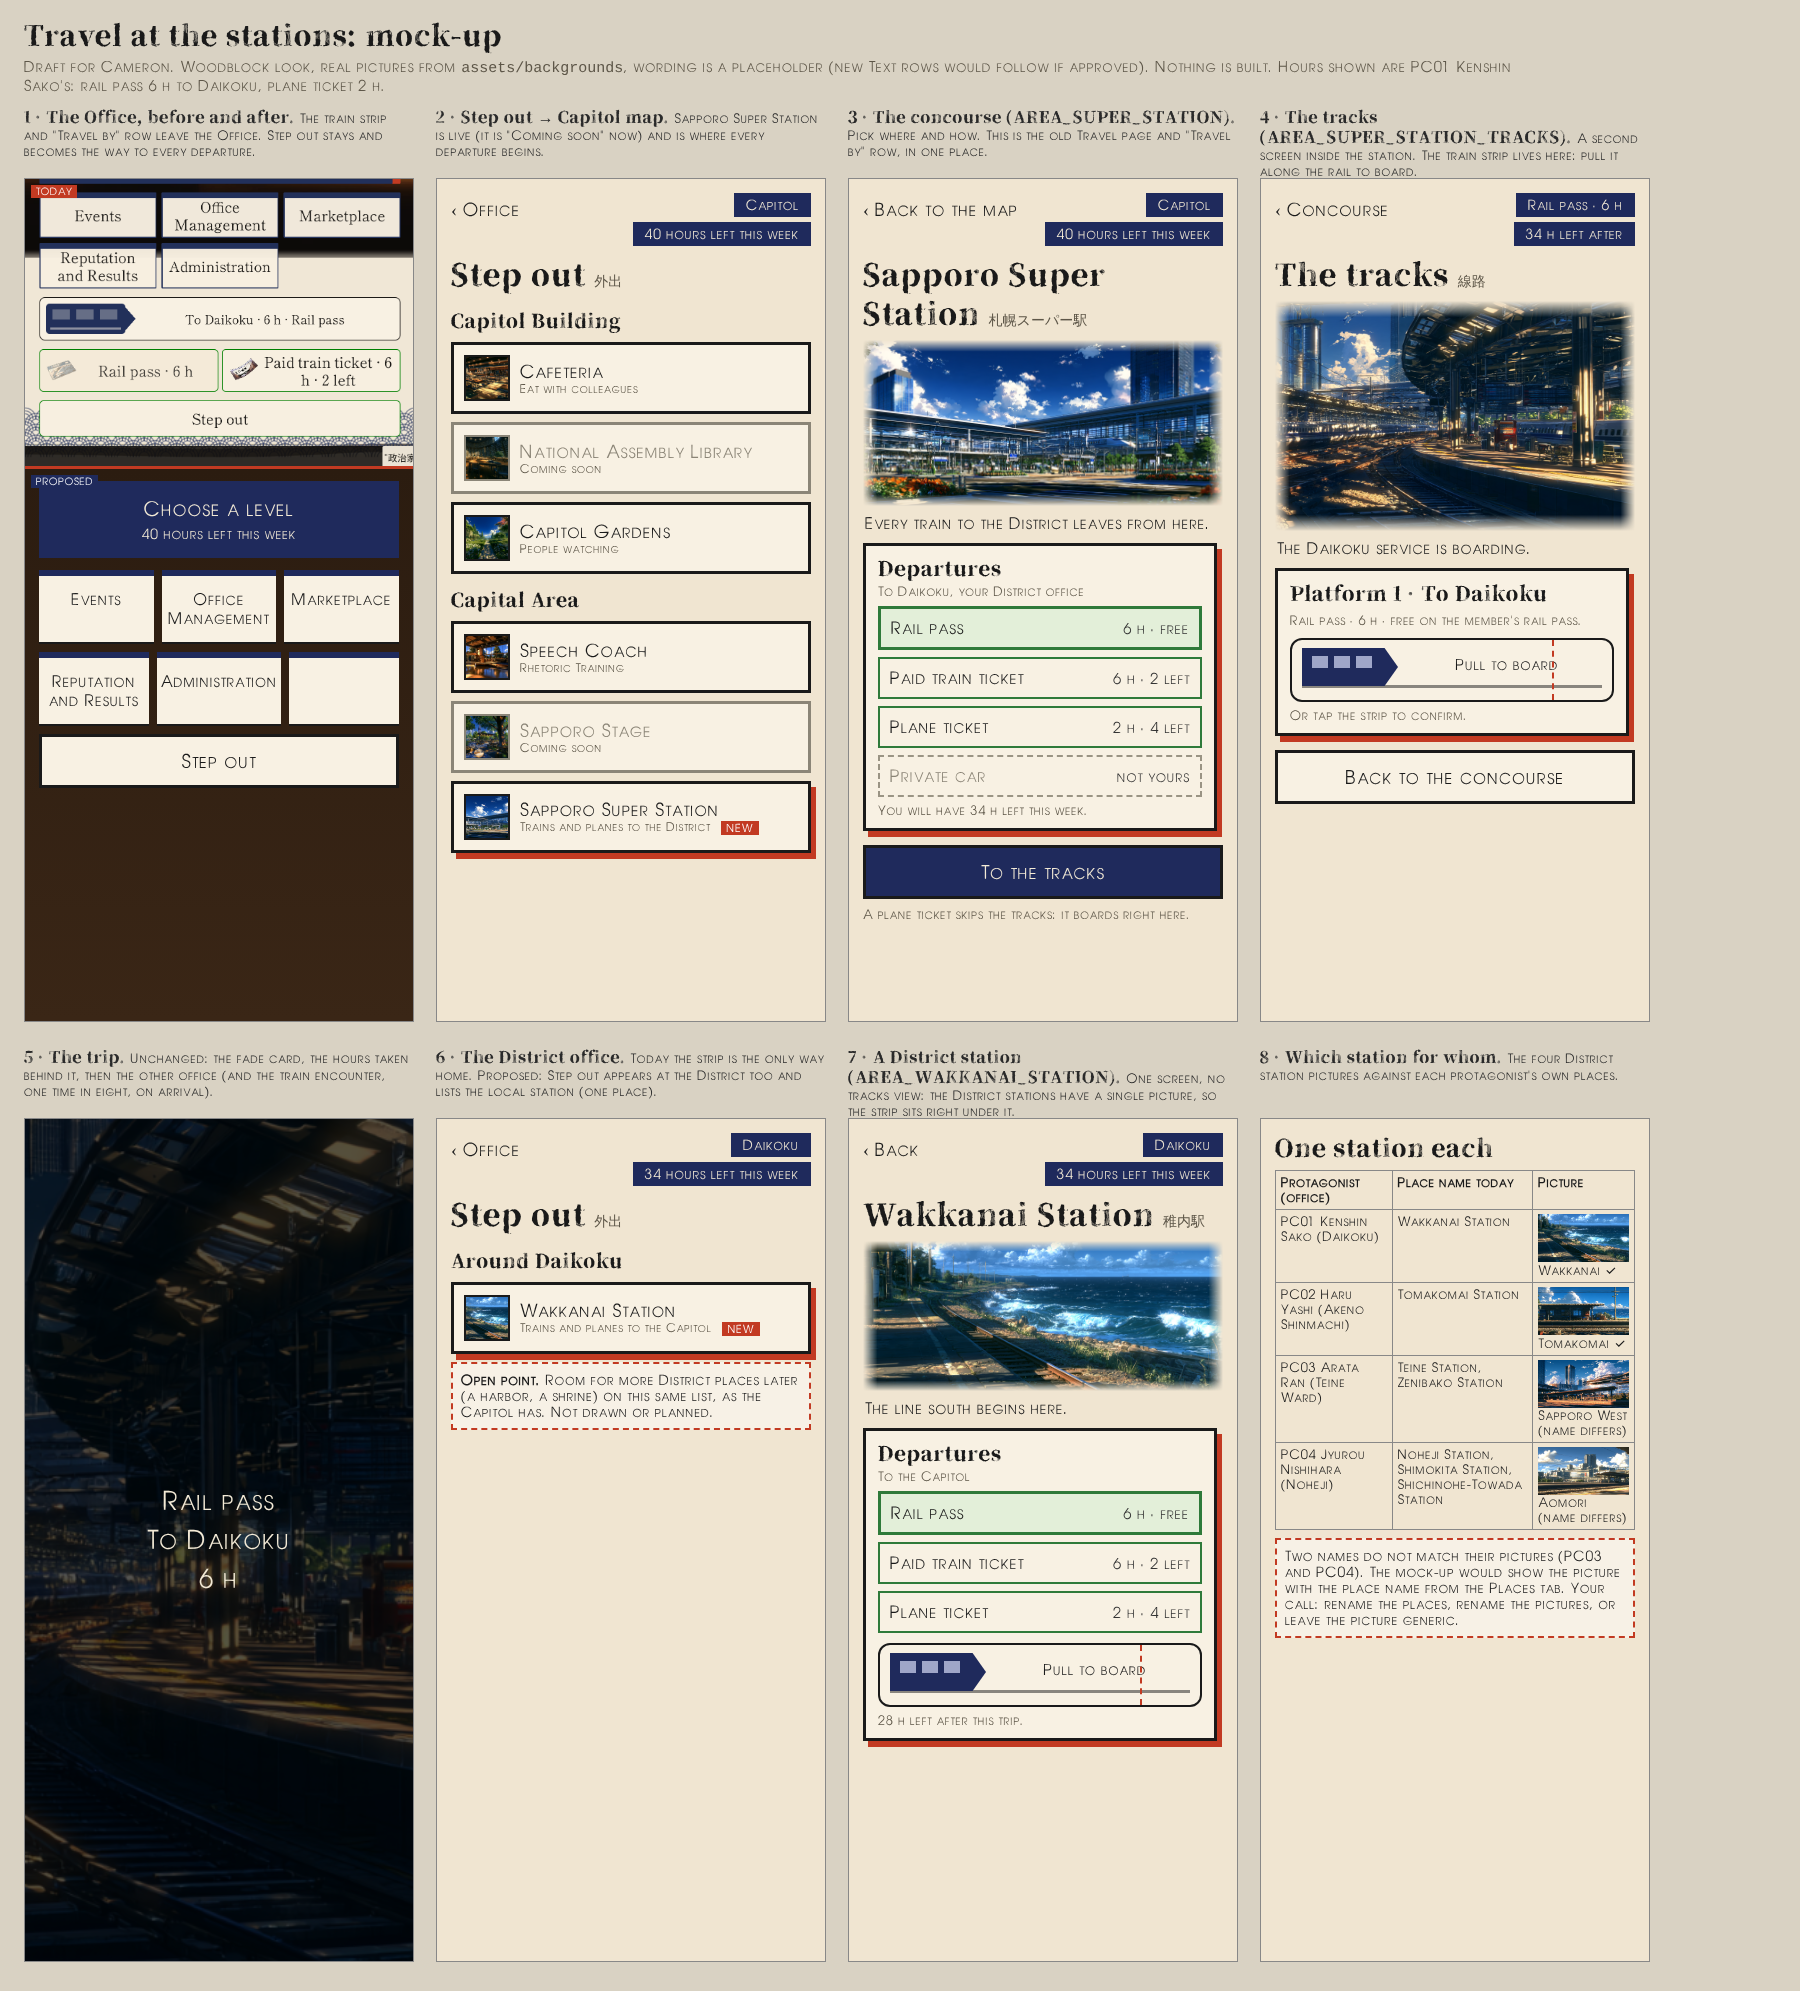 Travel at the stations: mock-up
Draft for Cameron. Woodblock look, real pictures from assets/backgrounds, wording is a placeholder (new Text rows would follow if approved). Nothing is built. Hours shown are PC01 Kenshin
Sako's: rail pass 6 h to Daikoku, plane ticket 2 h.
1 · The Office, before and after. The train strip
and "Travel by" row leave the Office. Step out stays and
becomes the way to every departure.
TODAY
Events
Office
Management
Marketplace
Reputation
and Results
Administration
To Daikoku · 6 h · Rail pass
Rail pass · 6 h
Paid train ticket · 6
h · 2 left
Step out
"政治家
PROPOSED
Choose a level
40 hours left this week
Events
Office
Management
Marketplace
Reputation
and Results
Administration
Step out
2 · Step out → Capitol map. Sapporo Super Station
is live (it is "Coming soon" now) and is where every
departure begins.
‹ Office
Capitol
40 hours left this week
Step out 外出
Capitol Building
Cafeteria
Eat with colleagues
National Assembly Library
Coming soon
Capitol Gardens
People watching
Capital Area
Speech Coach
Rhetoric Training
Sapporo Stage
Coming soon
Sapporo Super Station
Trains and planes to the District NEW
3 · The concourse (AREA_SUPER_STATION).
Pick where and how. This is the old Travel page and "Travel
by" row, in one place.
‹ Back to the map
Capitol
40 hours left this week
Sapporo Super
Station 札幌スーパー駅
Every train to the District leaves from here.
Departures
To Daikoku, your District office
Rail pass 6 h · free
Paid train ticket 6 h · 2 left
Plane ticket 2 h · 4 left
Private car not yours
You will have 34 h left this week.
To the tracks
A plane ticket skips the tracks: it boards right here.
4 · The tracks
(AREA_SUPER_STATION_TRACKS). A second
screen inside the station. The train strip lives here: pull it
along the rail to board.
‹ Concourse
Rail pass · 6 h
34 h left after
The tracks 線路
The Daikoku service is boarding.
Platform 1 · To Daikoku
Rail pass · 6 h · free on the member's rail pass.
Pull to board
Or tap the strip to confirm.
Back to the concourse
5 · The trip. Unchanged: the fade card, the hours taken
behind it, then the other office (and the train encounter,
one time in eight, on arrival).
Rail pass
To Daikoku
6 h
6 · The District office. Today the strip is the only way
home. Proposed: Step out appears at the District too and
lists the local station (one place).
‹ Office
Daikoku
34 hours left this week
Step out 外出
Around Daikoku
Wakkanai Station
Trains and planes to the Capitol NEW
Open point. Room for more District places later
(a harbor, a shrine) on this same list, as the
Capitol has. Not drawn or planned.
7 · A District station
(AREA_WAKKANAI_STATION). One screen, no
tracks view: the District stations have a single picture, so
the strip sits right under it.
‹ Back
Daikoku
34 hours left this week
Wakkanai Station 稚内駅
The line south begins here.
Departures
To the Capitol
Rail pass 6 h · free
Paid train ticket 6 h · 2 left
Plane ticket 2 h · 4 left
Pull to board
28 h left after this trip.
8 · Which station for whom. The four District
station pictures against each protagonist's own places.
One station each
Protagonist
(office)
Place name today
Picture
PC01 Kenshin
Sako (Daikoku)
Wakkanai Station
Wakkanai ✓
PC02 Haru
Yashi (Akeno
Shinmachi)
Tomakomai Station
Tomakomai ✓
PC03 Arata
Ran (Teine
Ward)
Teine Station,
Zenibako Station
Sapporo West
(name differs)
PC04 Jyurou
Nishihara
(Noheji)
Noheji Station,
Shimokita Station,
Shichinohe-Towada
Station
Aomori
(name differs)
Two names do not match their pictures (PC03
and PC04). The mock-up would show the picture
with the place name from the Places tab. Your
call: rename the places, rename the pictures, or
leave the picture generic.